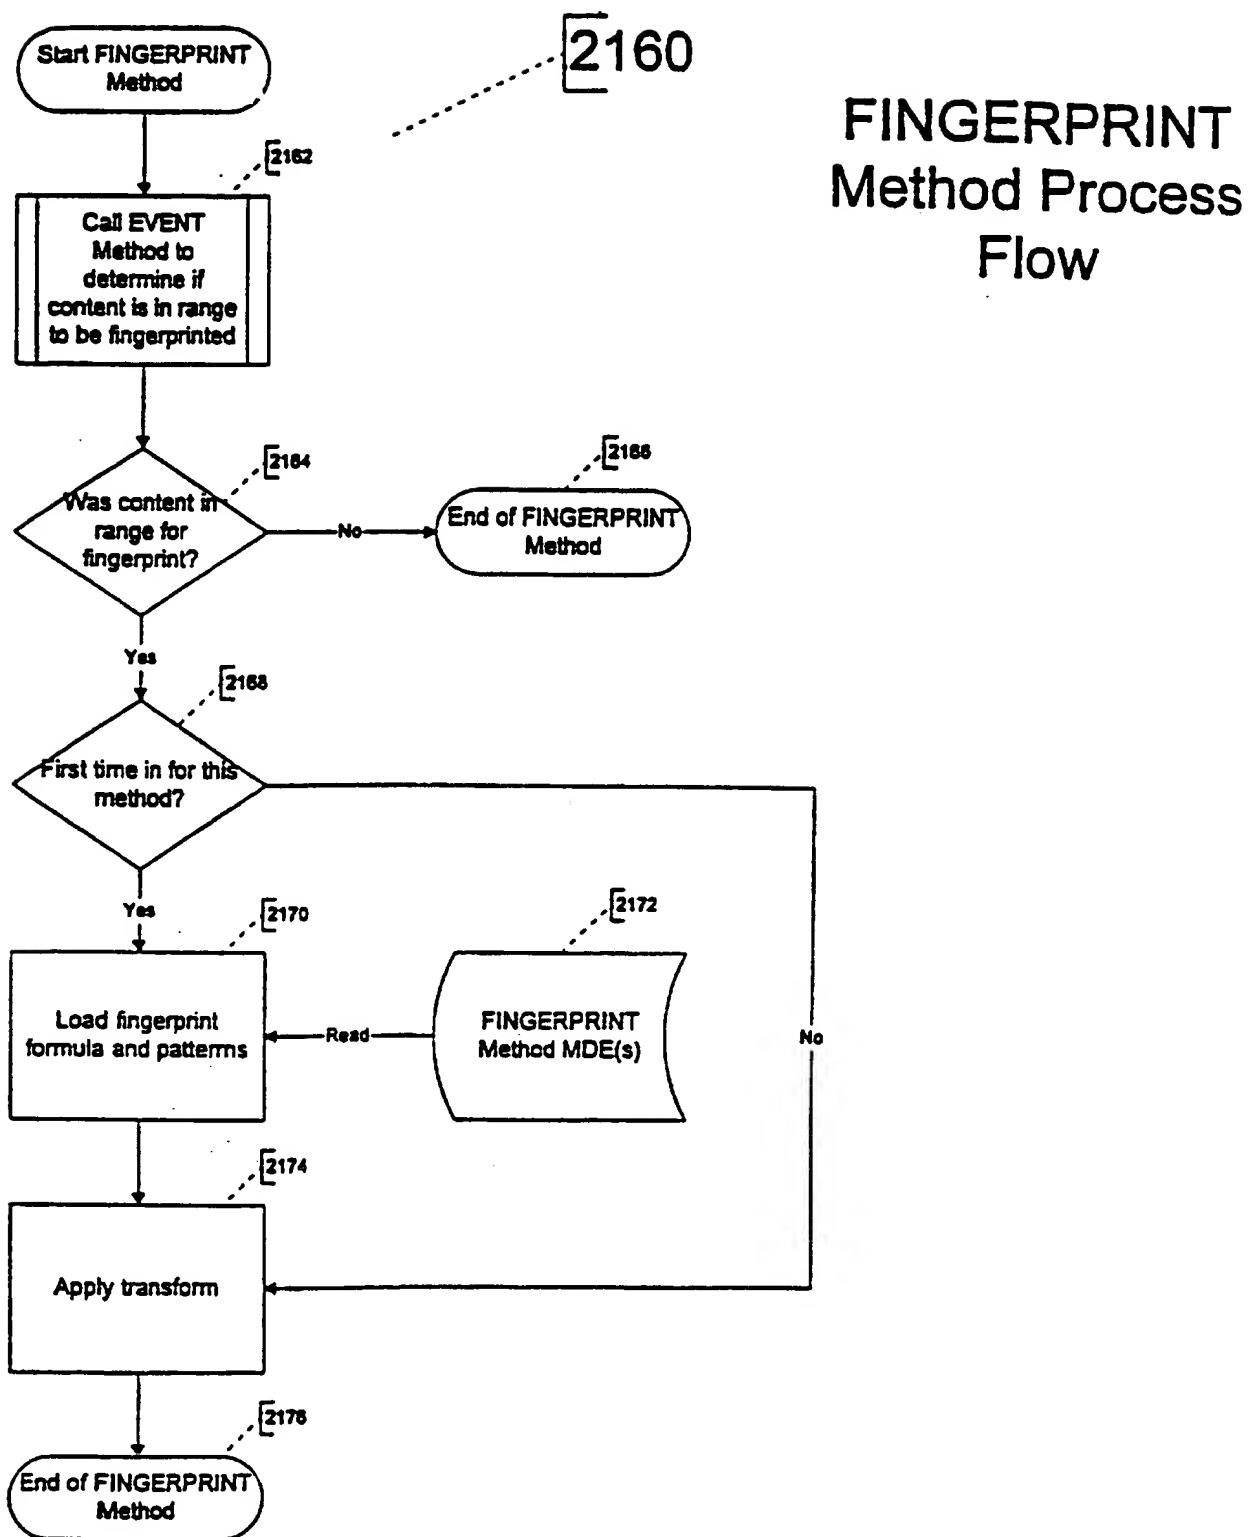 Start FINGERPRINT
Method
2160
FINGERPRINT
Method Process
Flow
2162
Call EVENT
Method to
determine if
content is in range
to be fingerprinted
2164
Was content in
range for
fingerprint?
No
2166
End of FINGERPRINT
Method
Yes
2168
First time in for this
method?
Yes
2170
Load fingerprint
formula and patterns
Read
2172
FINGERPRINT
Method MDE(s)
No
2174
Apply transform
2176
End of FINGERPRINT
Method